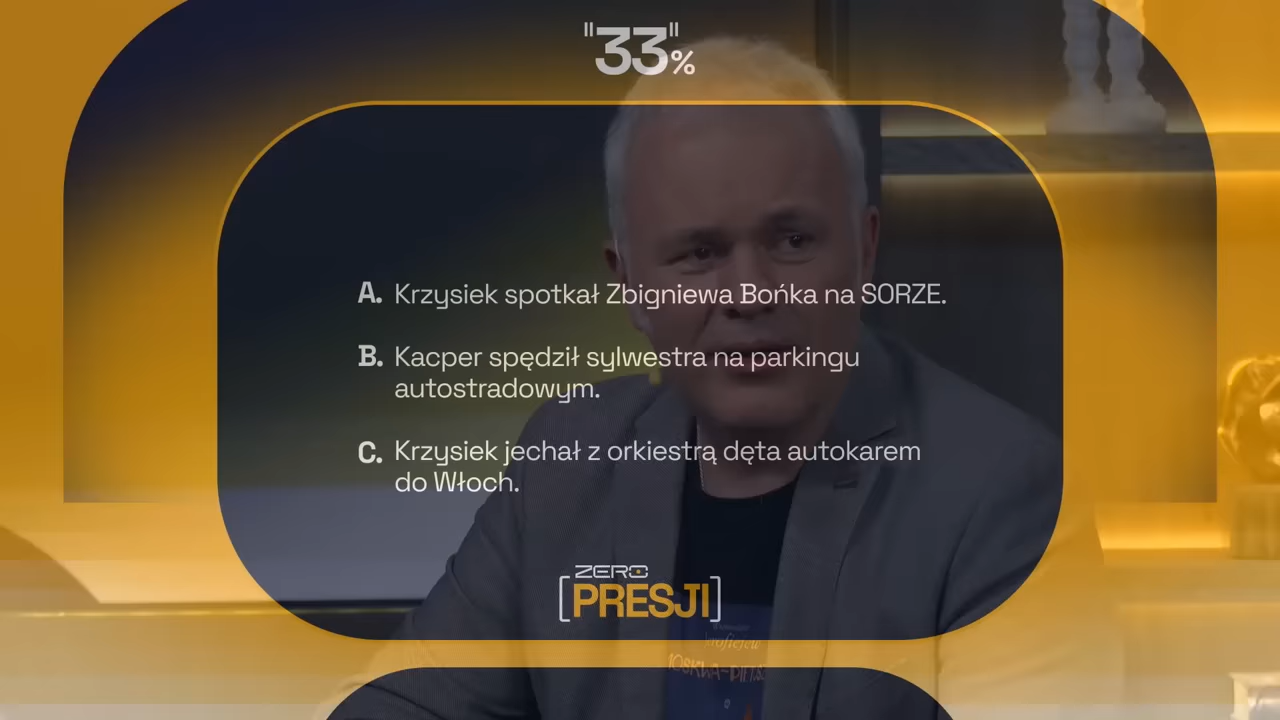 "33"%
A. Krzysiek spotkał Zbigniewa Bońka na SORZE.
B. Kacper spędził sylwestra na parkingu
autostradowym.
C. Krzysiek jechał z orkiestrą dęta autokarem
do Włoch.
ZERO
[PRESJI]